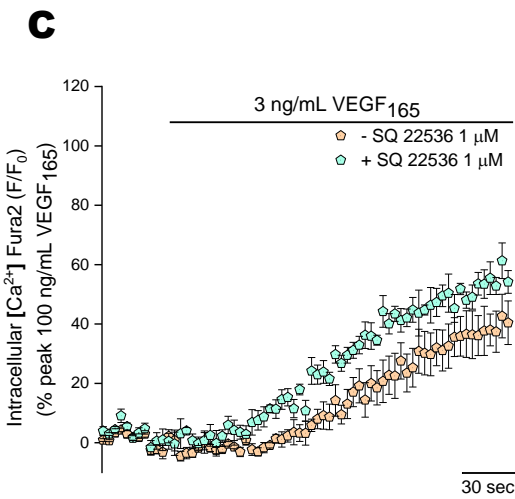 C
Intracellular [Ca²⁺] Fura2 (F/F₀)
(% peak 100 ng/mL VEGF₁₆₅)
120
100
80
60
40
20
0
3 ng/mL VEGF₁₆₅
- SQ 22536 1 μM
+ SQ 22536 1 μM
30 sec